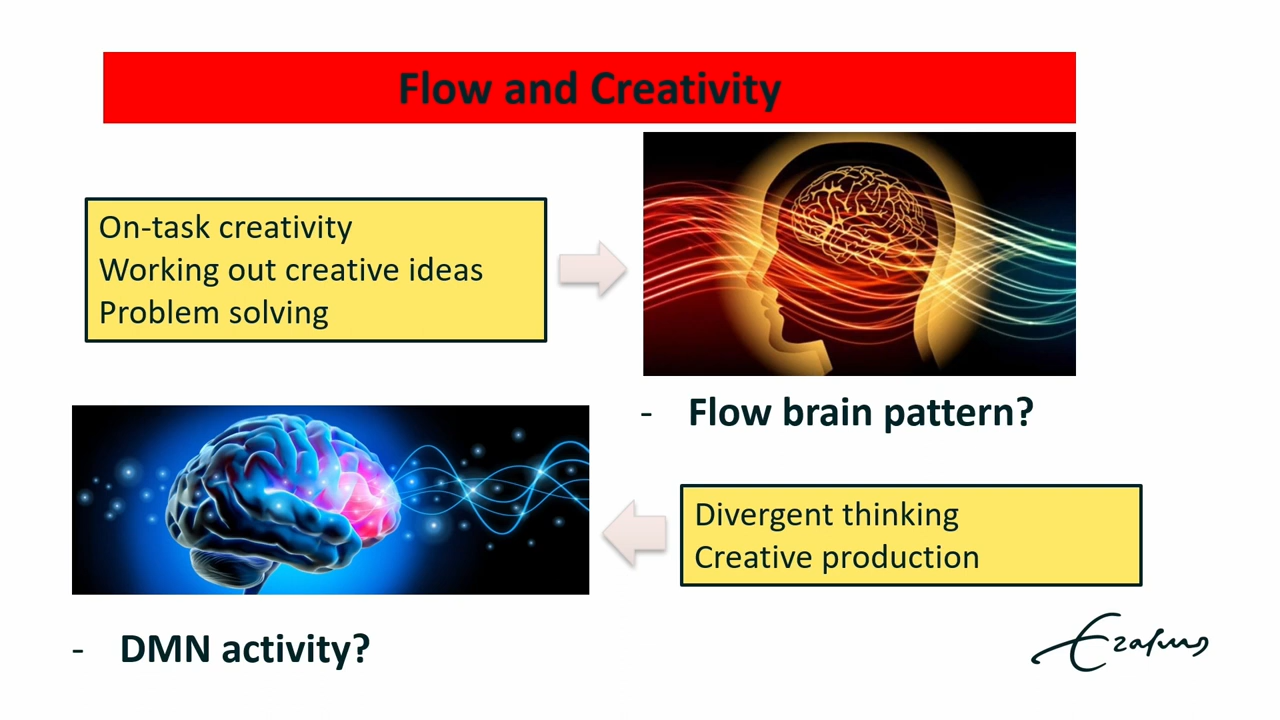 Flow and Creativity
On-task creativity
Working out creative ideas
Problem solving
- Flow brain pattern?
Divergent thinking
Creative production
- DMN activity?
Erasmus